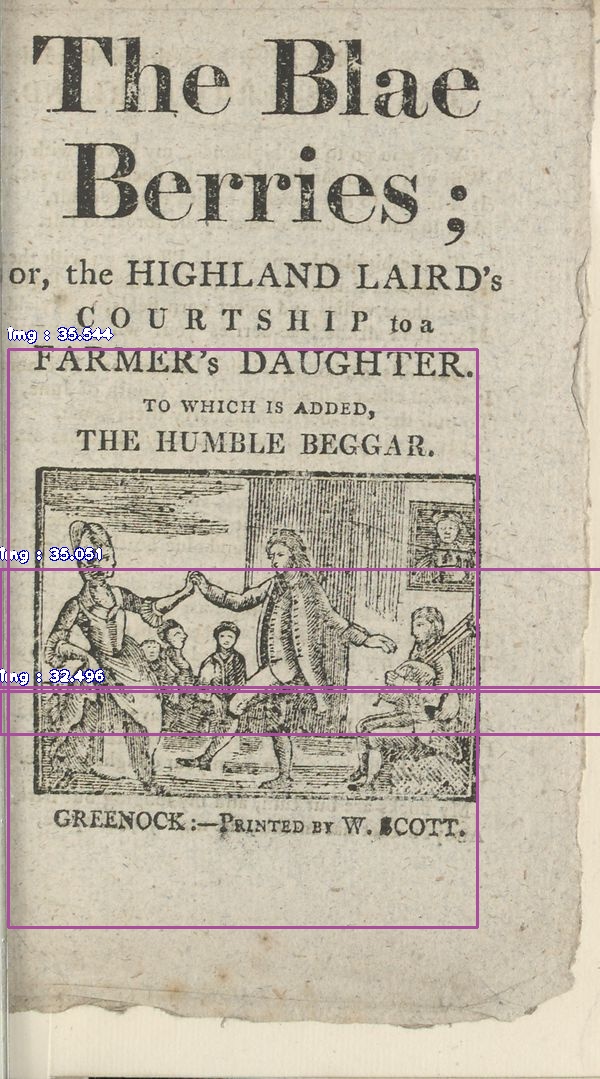 The Blae
Berries;
or, the HIGHLAND LAIRD's
COURTSHIP to a
img : 35.544
FARMER's DAUGHTER.
TO WHICH IS ADDED,
THE HUMBLE BEGGAR.
img : 35.051
img : 32.496
GREENOCK:—PRINTED BY W. SCOTT.